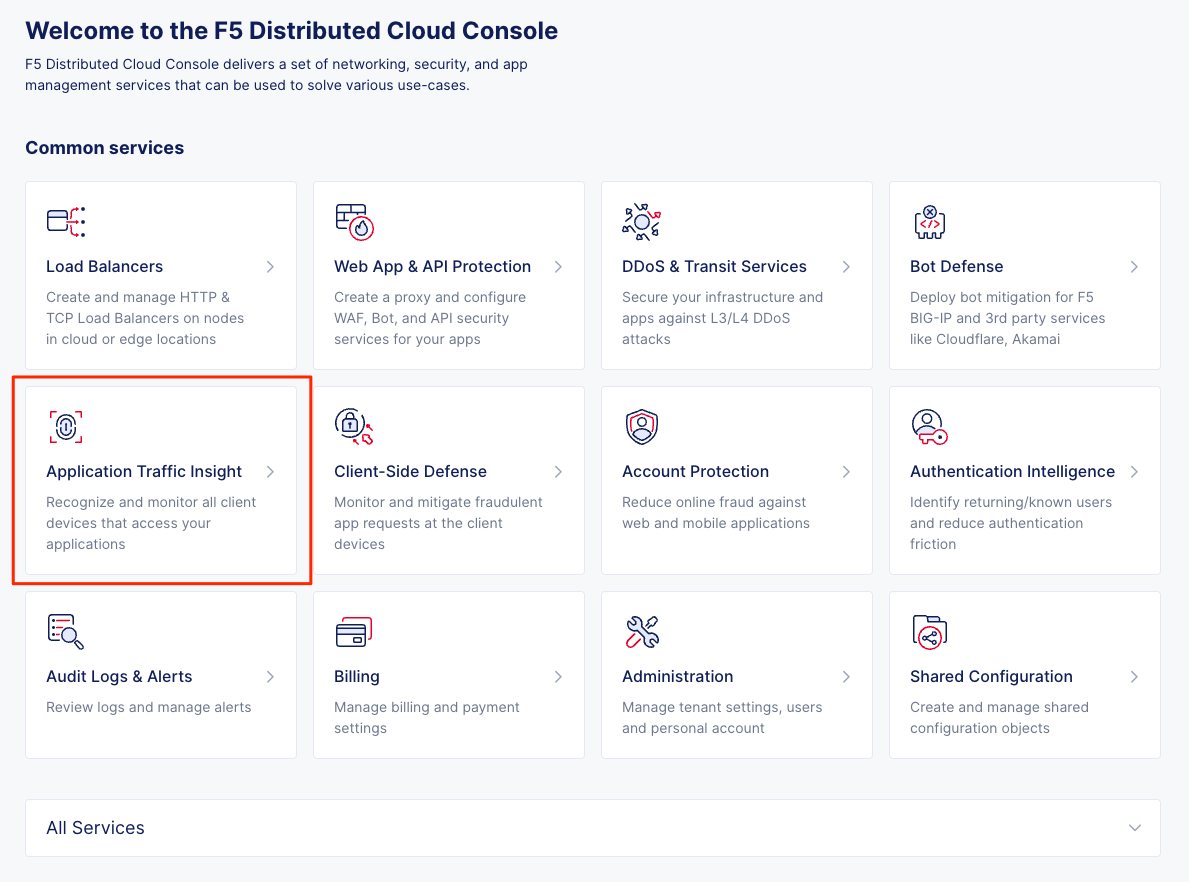 Welcome to the F5 Distributed Cloud Console
F5 Distributed Cloud Console delivers a set of networking, security, and app
management services that can be used to solve various use-cases.
Common services
Load Balancers
Create and manage HTTP &
TCP Load Balancers on nodes
in cloud or edge locations
Web App & API Protection
Create a proxy and configure
WAF, Bot, and API security
services for your apps
DDoS & Transit Services
Secure your infrastructure and
apps against L3/L4 DDoS
attacks
Bot Defense
Deploy bot mitigation for F5
BIG-IP and 3rd party services
like Cloudflare, Akamai
Application Traffic Insight
Recognize and monitor all client
devices that access your
applications
Client-Side Defense
Monitor and mitigate fraudulent
app requests at the client
devices
Account Protection
Reduce online fraud against
web and mobile applications
Authentication Intelligence
Identify returning/known users
and reduce authentication
friction
Audit Logs & Alerts
Review logs and manage alerts
Billing
Manage billing and payment
settings
Administration
Manage tenant settings, users
and personal account
Shared Configuration
Create and manage shared
configuration objects
All Services